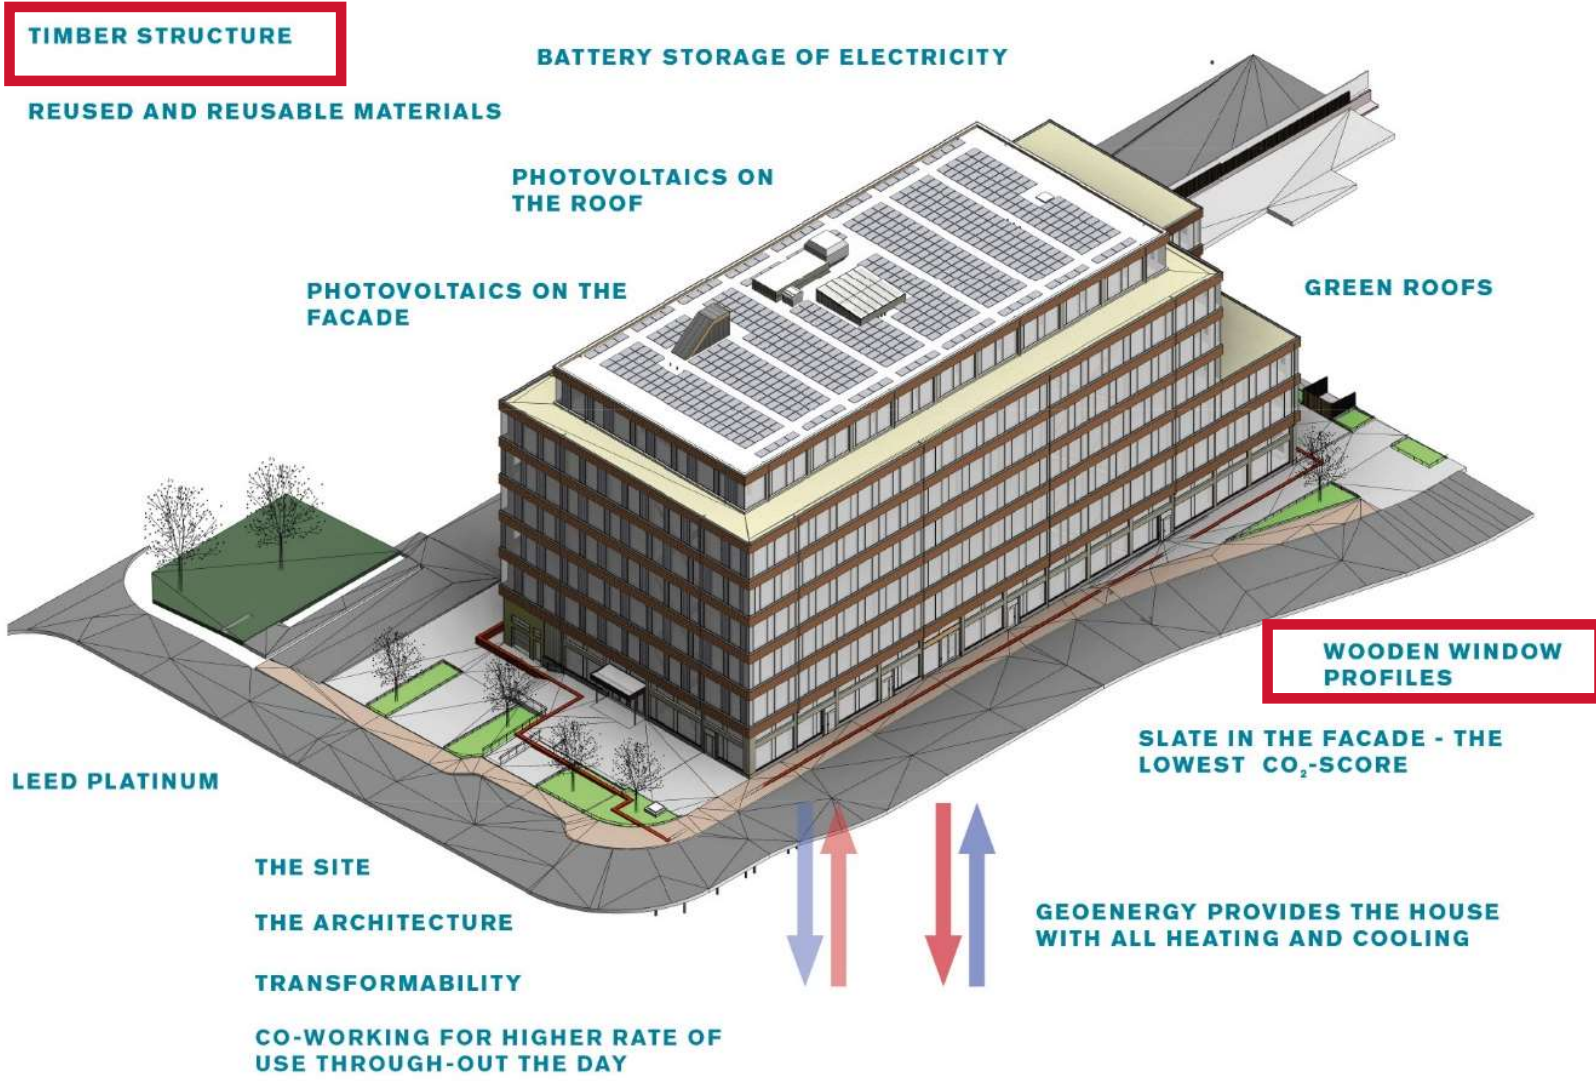 TIMBER STRUCTURE
BATTERY STORAGE OF ELECTRICITY
REUSED AND REUSABLE MATERIALS
PHOTOVOLTAICS ON
THE ROOF
PHOTOVOLTAICS ON THE
FACADE
GREEN ROOFS
WOODEN WINDOW
PROFILES
SLATE IN THE FACADE - THE
LOWEST CO₂-SCORE
LEED PLATINUM
THE SITE
THE ARCHITECTURE
TRANSFORMABILITY
CO-WORKING FOR HIGHER RATE OF
USE THROUGH-OUT THE DAY
GEOENERGY PROVIDES THE HOUSE
WITH ALL HEATING AND COOLING